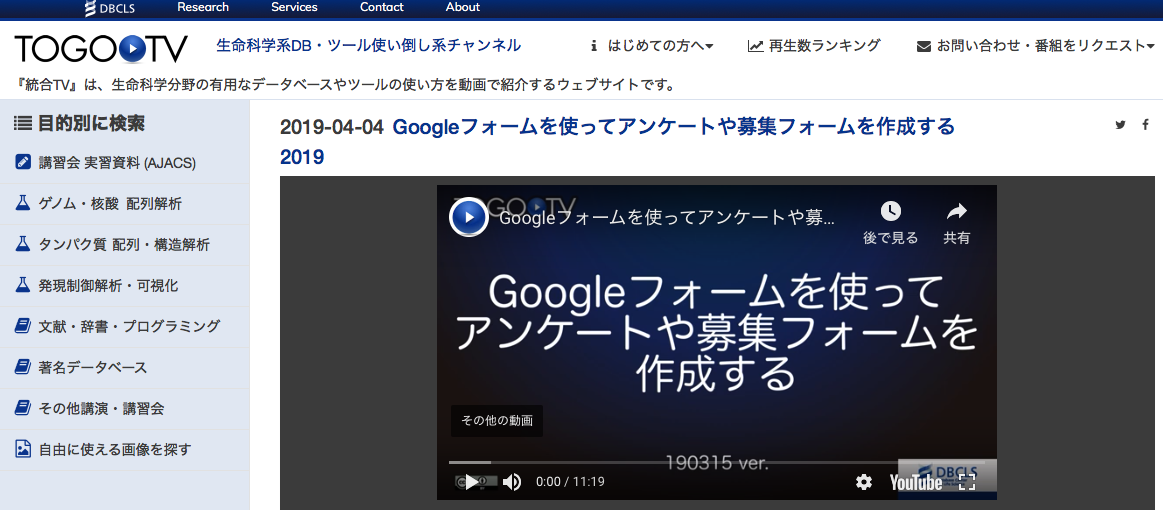 DBCLS Research Services Contact About
TOGO TV 生命科学系DB・ツール使い倒し系チャンネル はじめての方へ 再生数ランキング お問い合わせ・番組をリクエスト
『統合TV』は、生命科学分野の有用なデータベースやツールの使い方を動画で紹介するウェブサイトです。
目的別に検索
講習会 実習資料 (AJACS)
ゲノム・核酸 配列解析
タンパク質 配列・構造解析
発現制御解析・可視化
文献・辞書・プログラミング
著名データベース
その他講演・講習会
自由に使える画像を探す
2019-04-04 Googleフォームを使ってアンケートや募集フォームを作成する
2019
TOGO TV
Googleフォームを使ってアンケートや募...
後で見る 共有
Googleフォームを使って
アンケートや募集フォームを
作成する
その他の動画
190315 ver.
0:00 / 11:19 YouTube DBCLS